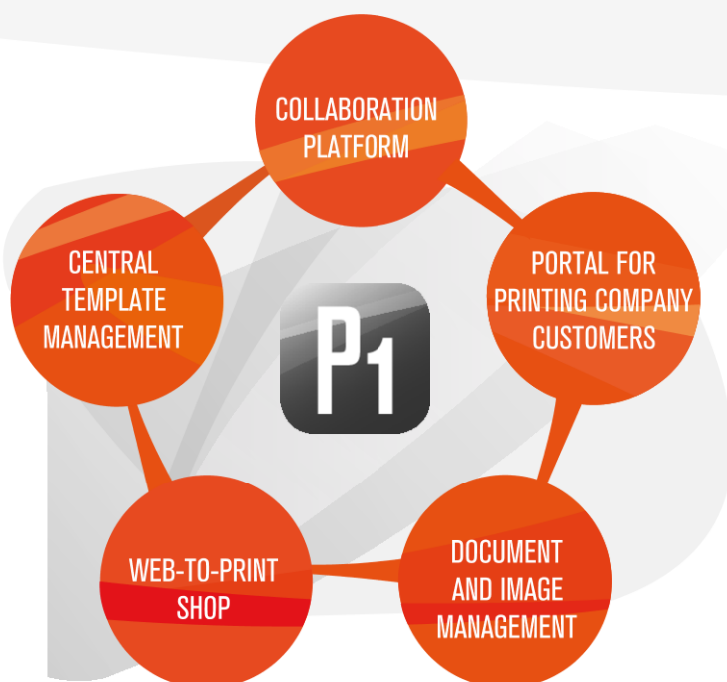 COLLABORATION
PLATFORM
CENTRAL
TEMPLATE
MANAGEMENT
PORTAL FOR
PRINTING COMPANY
CUSTOMERS
P1
WEB-TO-PRINT
SHOP
DOCUMENT
AND IMAGE
MANAGEMENT